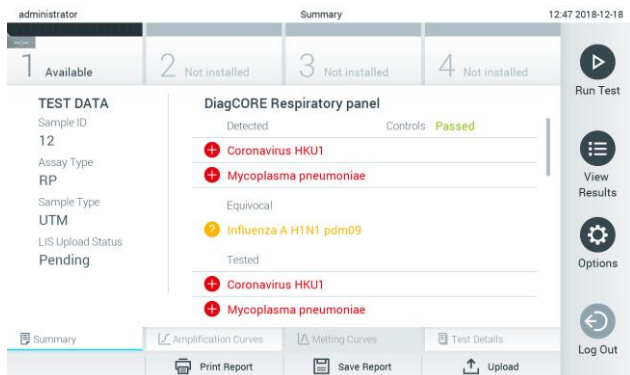 administrator
Summary
12:47 2018-12-18
--:--
1 Available
2 Not installed
3 Not installed
4 Not installed
Run Test
View
Results
Options
Log Out
TEST DATA
Sample ID
12
Assay Type
RP
Sample Type
UTM
LIS Upload Status
Pending
DiagCORE Respiratory panel
Detected
Controls Passed
Coronavirus HKU1
Mycoplasma pneumoniae
Equivocal
? Influenza A H1N1 pdm09
Tested
Coronavirus HKU1
Mycoplasma pneumoniae
Summary
Amplification Curves
Melting Curves
Test Details
Print Report
Save Report
Upload